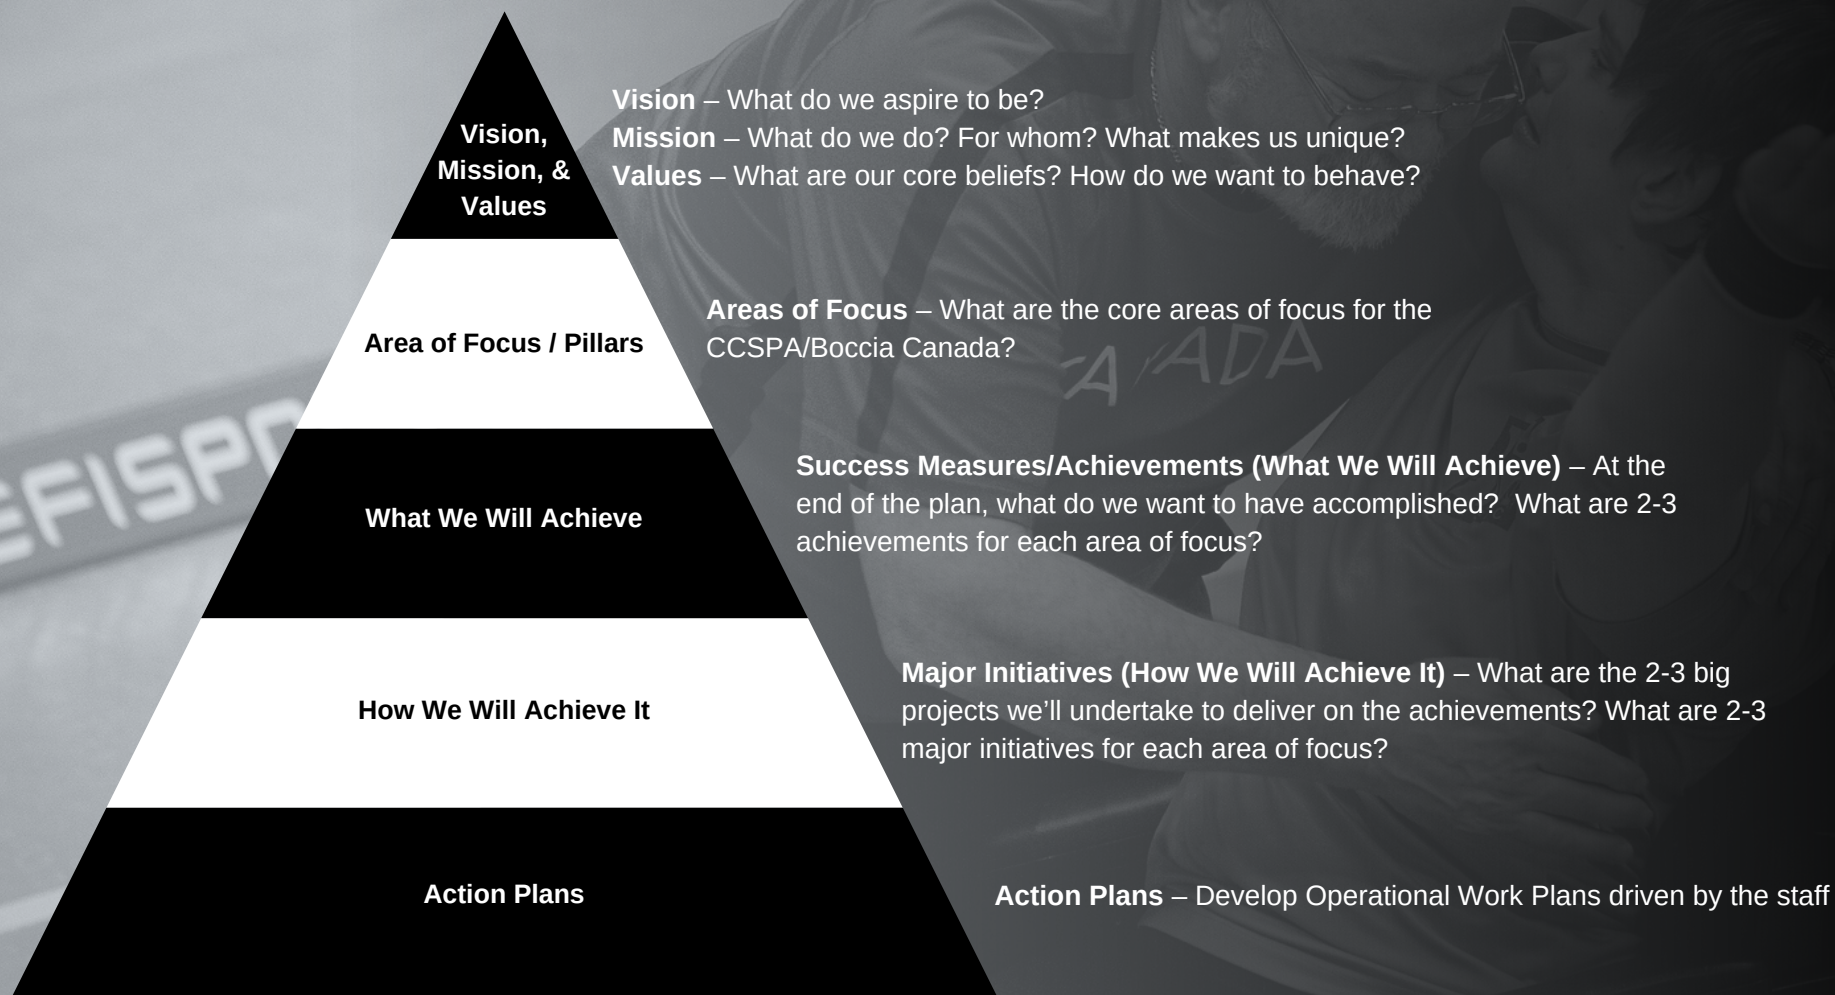 Vision,
Mission, &
Values
Vision – What do we aspire to be?
Mission – What do we do? For whom? What makes us unique?
Values – What are our core beliefs? How do we want to behave?
Area of Focus / Pillars
Areas of Focus – What are the core areas of focus for the
CCSPA/Boccia Canada?
What We Will Achieve
Success Measures/Achievements (What We Will Achieve) – At the
end of the plan, what do we want to have accomplished?  What are 2-3
achievements for each area of focus?
How We Will Achieve It
Major Initiatives (How We Will Achieve It) – What are the 2-3 big
projects we’ll undertake to deliver on the achievements? What are 2-3
major initiatives for each area of focus?
Action Plans
Action Plans – Develop Operational Work Plans driven by the staff